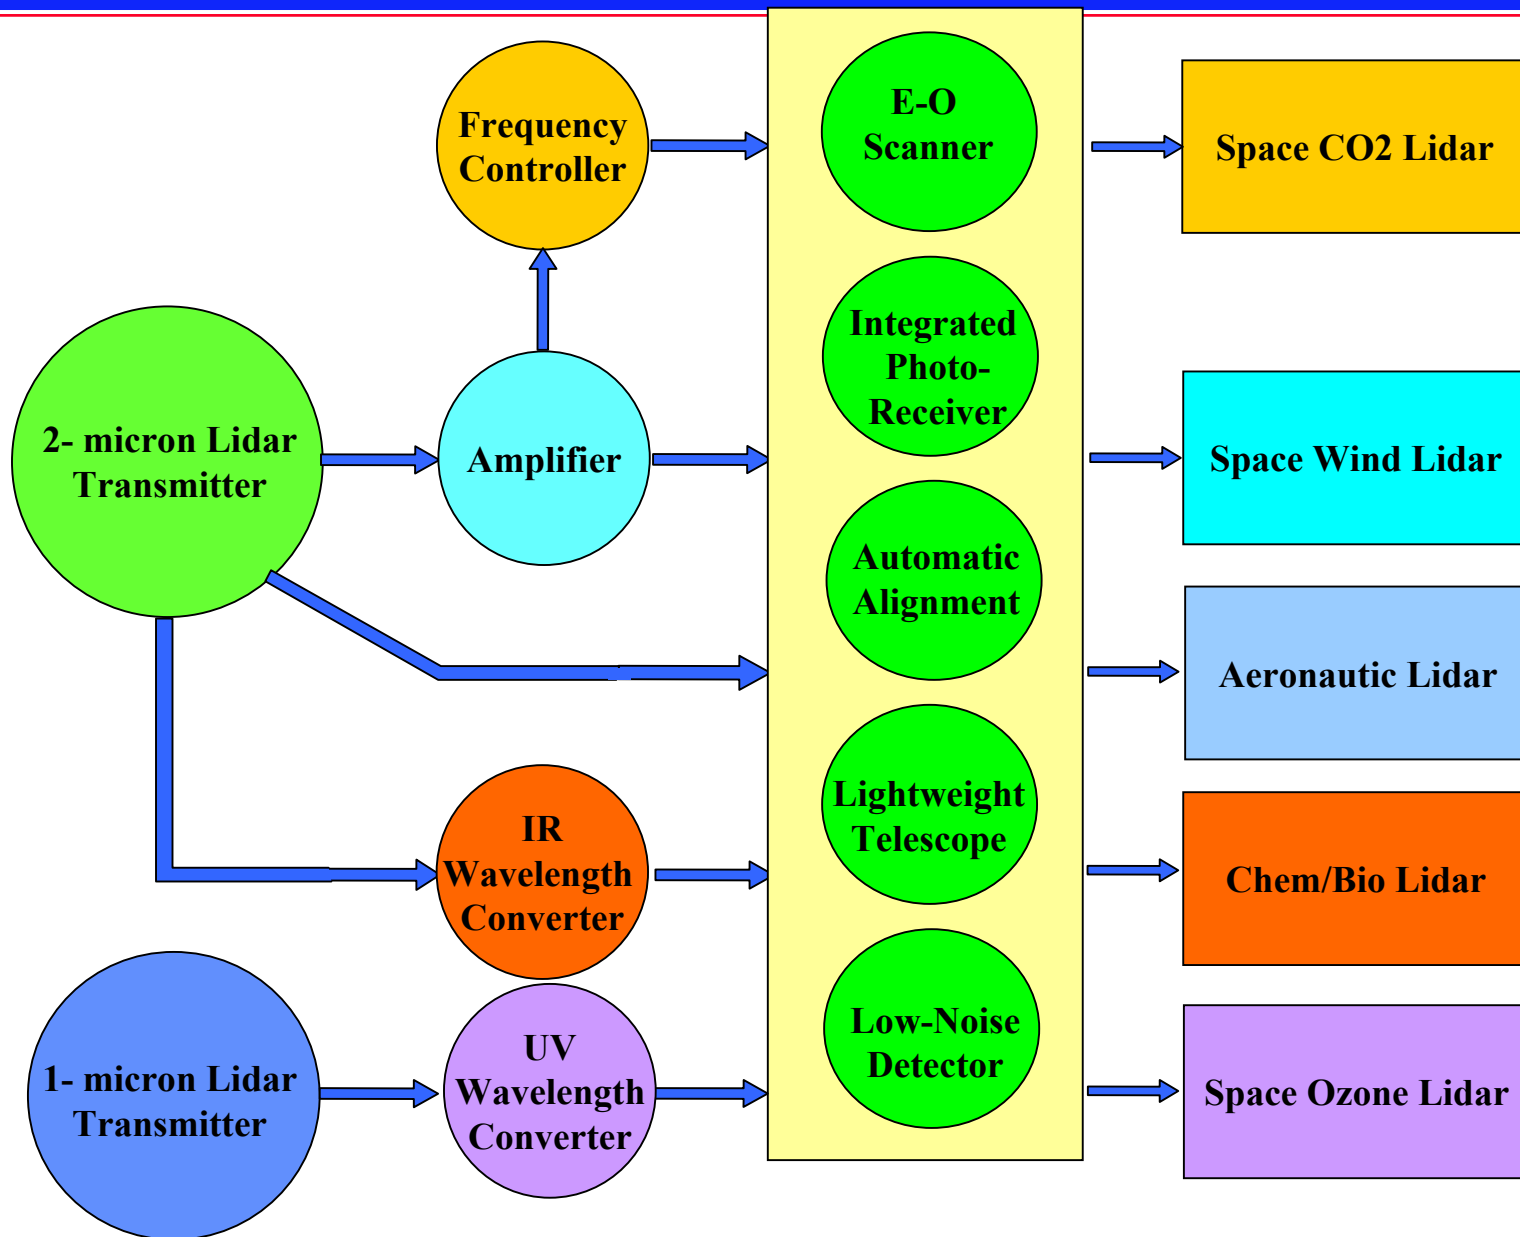 Frequency
Controller
E-O
Scanner
Space CO2 Lidar
Integrated
Photo-
Receiver
2- micron Lidar
Transmitter
Amplifier
Space Wind Lidar
Automatic
Alignment
Aeronautic Lidar
IR
Wavelength
Converter
Lightweight
Telescope
Chem/Bio Lidar
1- micron Lidar
Transmitter
UV
Wavelength
Converter
Low-Noise
Detector
Space Ozone Lidar